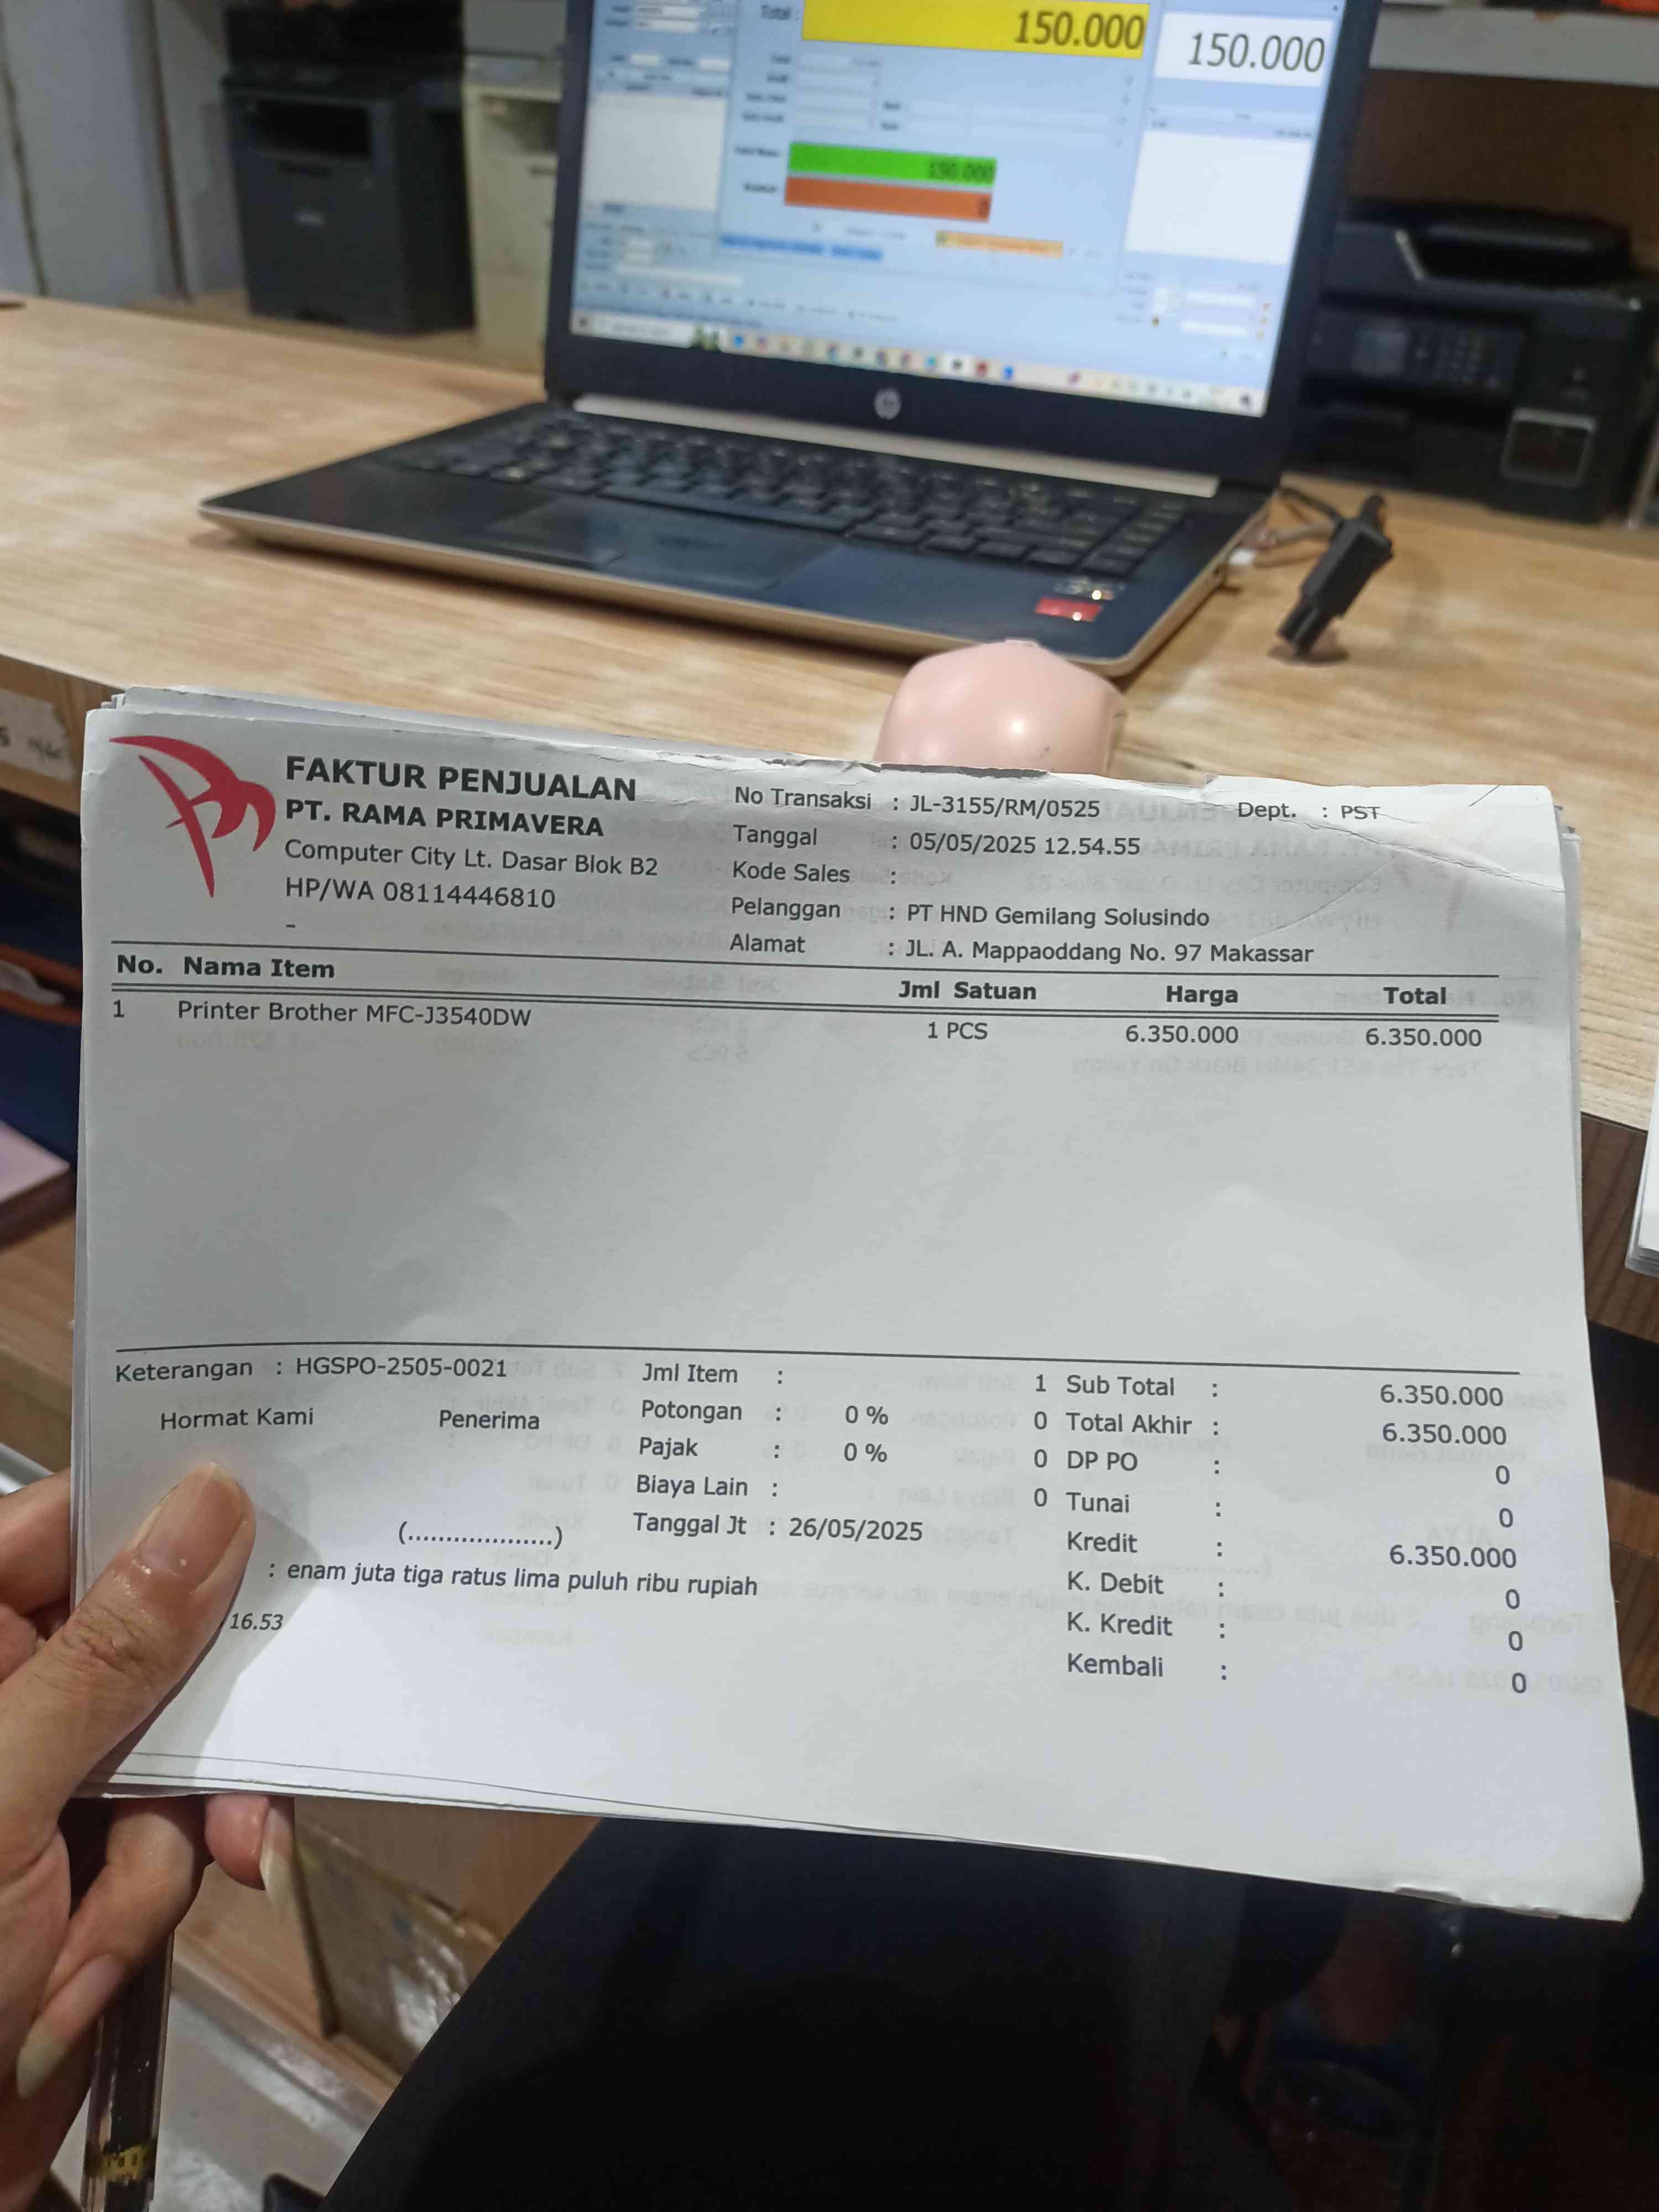 Total :
150.000
150.000
150.000
0
hp
FAKTUR PENJUALAN
PT. RAMA PRIMAVERA
Computer City Lt. Dasar Blok B2
HP/WA 08114446810
-
No Transaksi : JL-3155/RM/0525 Dept. : PST
Tanggal : 05/05/2025 12.54.55
Kode Sales :
Pelanggan : PT HND Gemilang Solusindo
Alamat : JL. A. Mappaoddang No. 97 Makassar
No. Nama Item Jml Satuan Harga Total
1 Printer Brother MFC-J3540DW 1 PCS 6.350.000 6.350.000
Keterangan : HGSPO-2505-0021
Hormat Kami Penerima
(...................)
: enam juta tiga ratus lima puluh ribu rupiah
16.53
Jml Item : 1
Potongan : 0 % 0
Pajak : 0 % 0
Biaya Lain : 0
Tanggal Jt : 26/05/2025
Sub Total : 6.350.000
Total Akhir : 6.350.000
DP PO : 0
Tunai : 0
Kredit : 6.350.000
K. Debit : 0
K. Kredit : 0
Kembali : 0